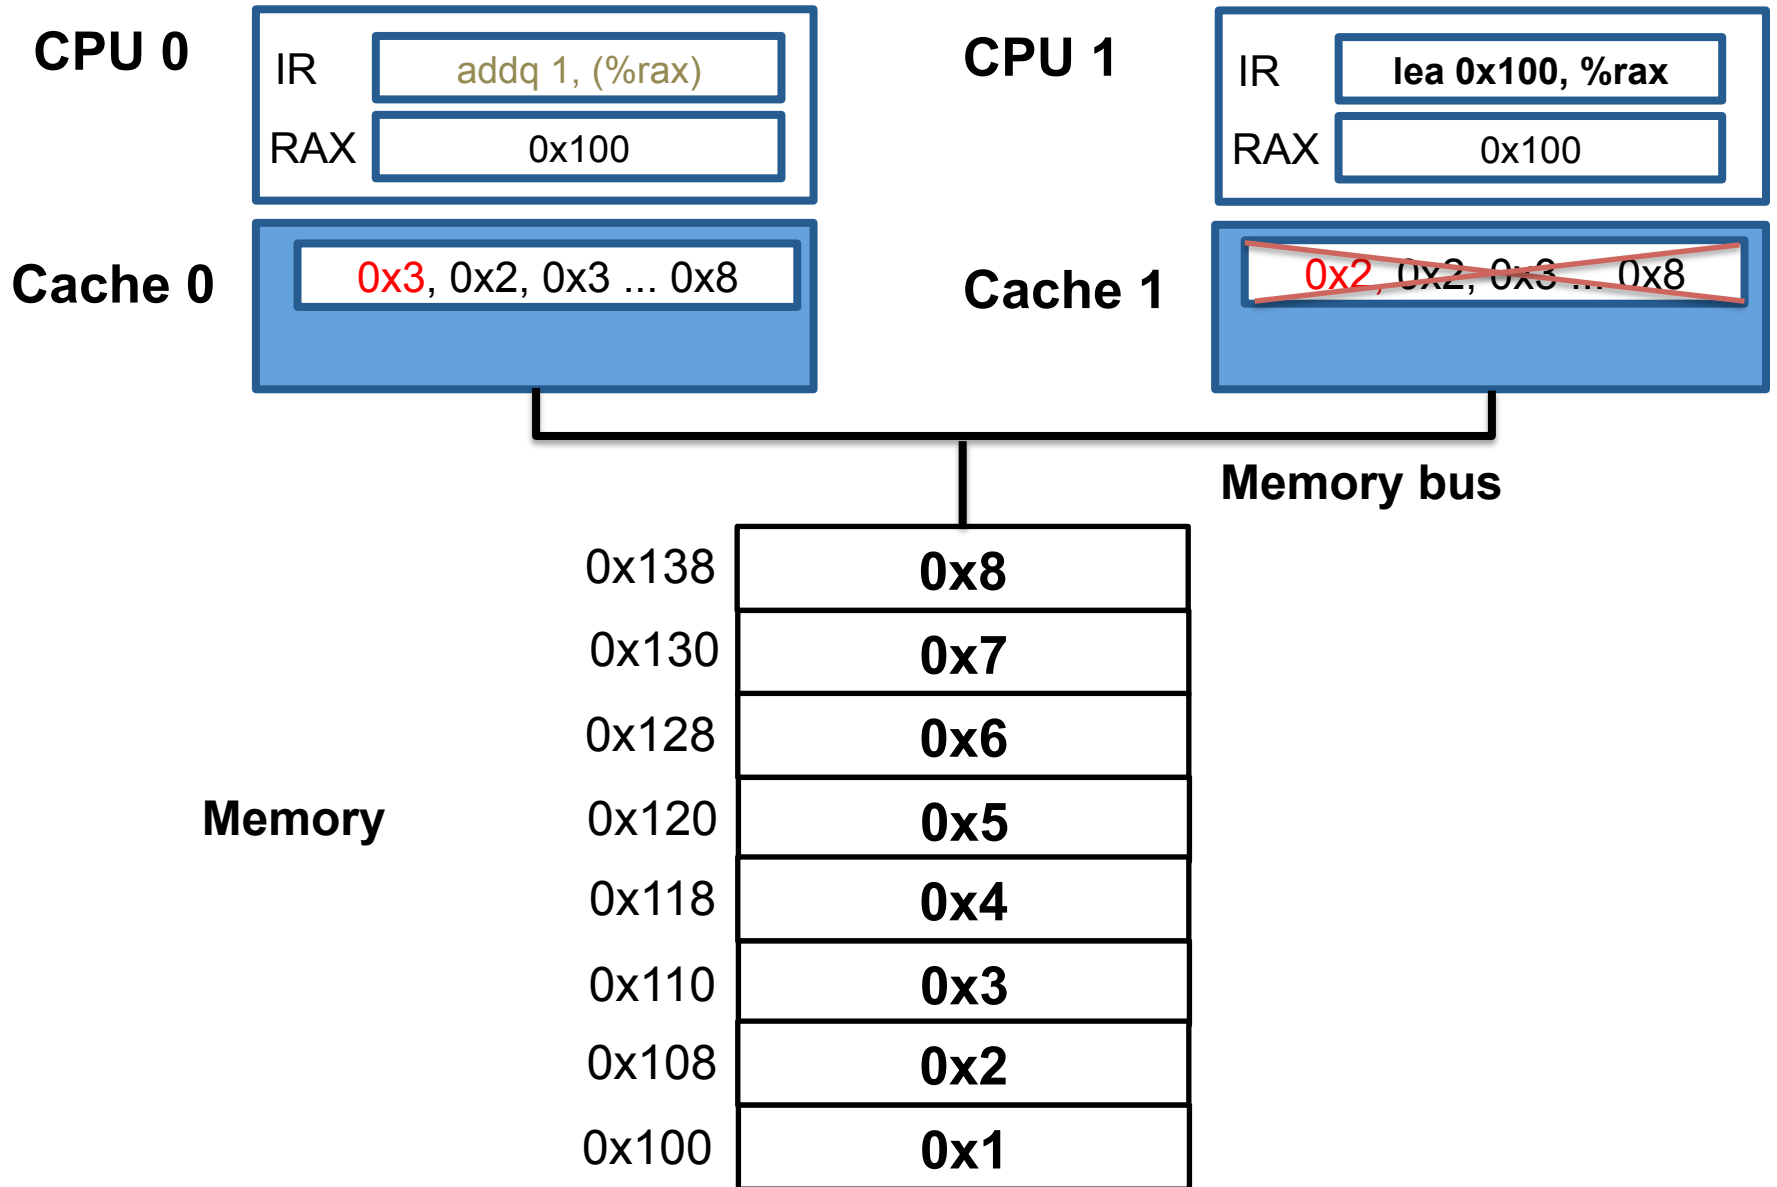 CPU 0
IR
addq 1, (%rax)
RAX
0x100
CPU 1
IR
lea 0x100, %rax
RAX
0x100
Cache 0
0x3, 0x2, 0x3 ... 0x8
Cache 1
0x2, 0x2, 0x3 ... 0x8
Memory bus
Memory
0x138 0x8
0x130 0x7
0x128 0x6
0x120 0x5
0x118 0x4
0x110 0x3
0x108 0x2
0x100 0x1